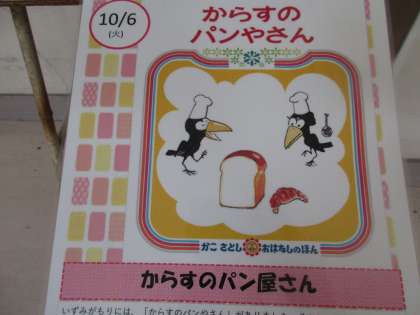 10/6
(火)
からすの
パンやさん
かこ さとし おはなしのほん
からすのパン屋さん
いずみがもりには、「からすのパンやさん」がありました。